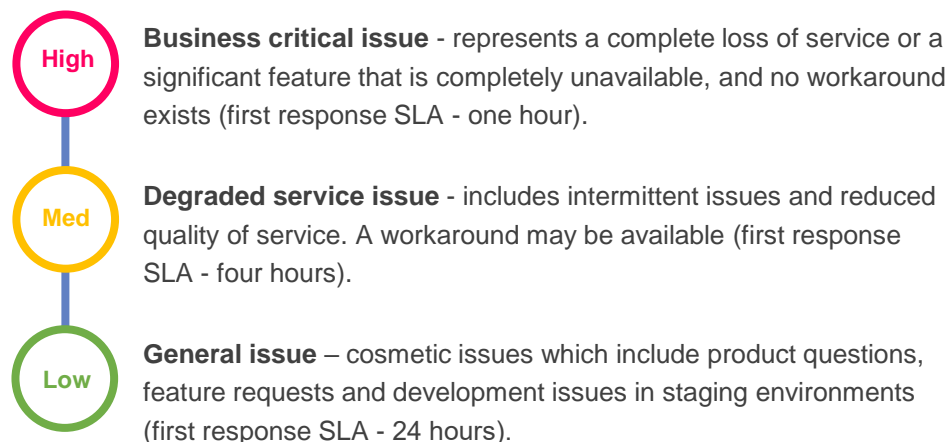 High
Business critical issue - represents a complete loss of service or a
significant feature that is completely unavailable, and no workaround
exists (first response SLA - one hour).
Med
Degraded service issue - includes intermittent issues and reduced
quality of service. A workaround may be available (first response
SLA - four hours).
Low
General issue – cosmetic issues which include product questions,
feature requests and development issues in staging environments
(first response SLA - 24 hours).